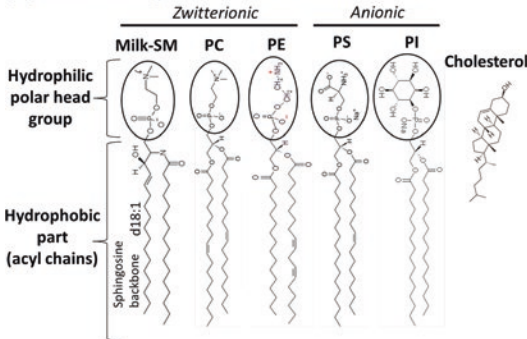 Zwitterionic Anionic
Milk-SM PC PE PS PI
Cholesterol
Hydrophilic
polar head
group
Hydrophobic
part
(acyl chains)
Sphingosine
backbone
d18:1